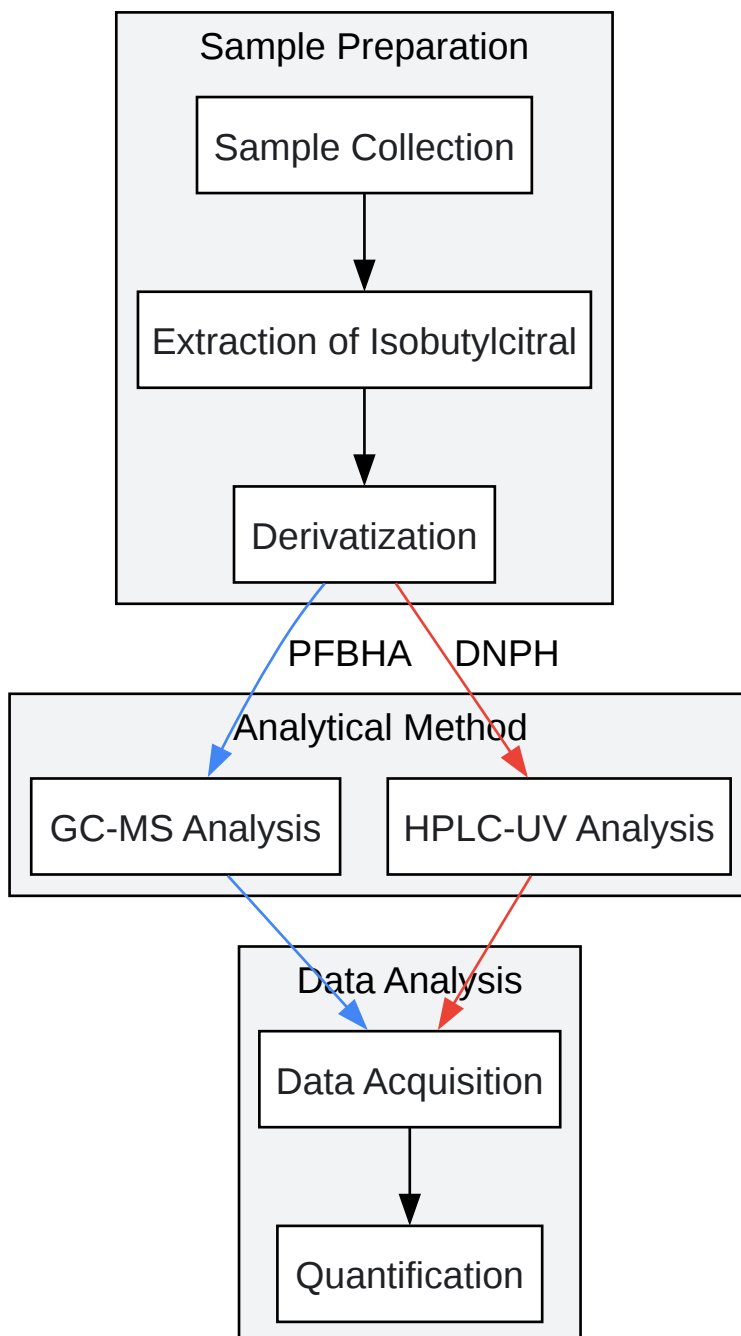 Sample Preparation
Sample Collection
Extraction of Isobutylcitral
Derivatization
PFBHA
DNPH
Analytical Method
GC-MS Analysis
HPLC-UV Analysis
Data Analysis
Data Acquisition
Quantification